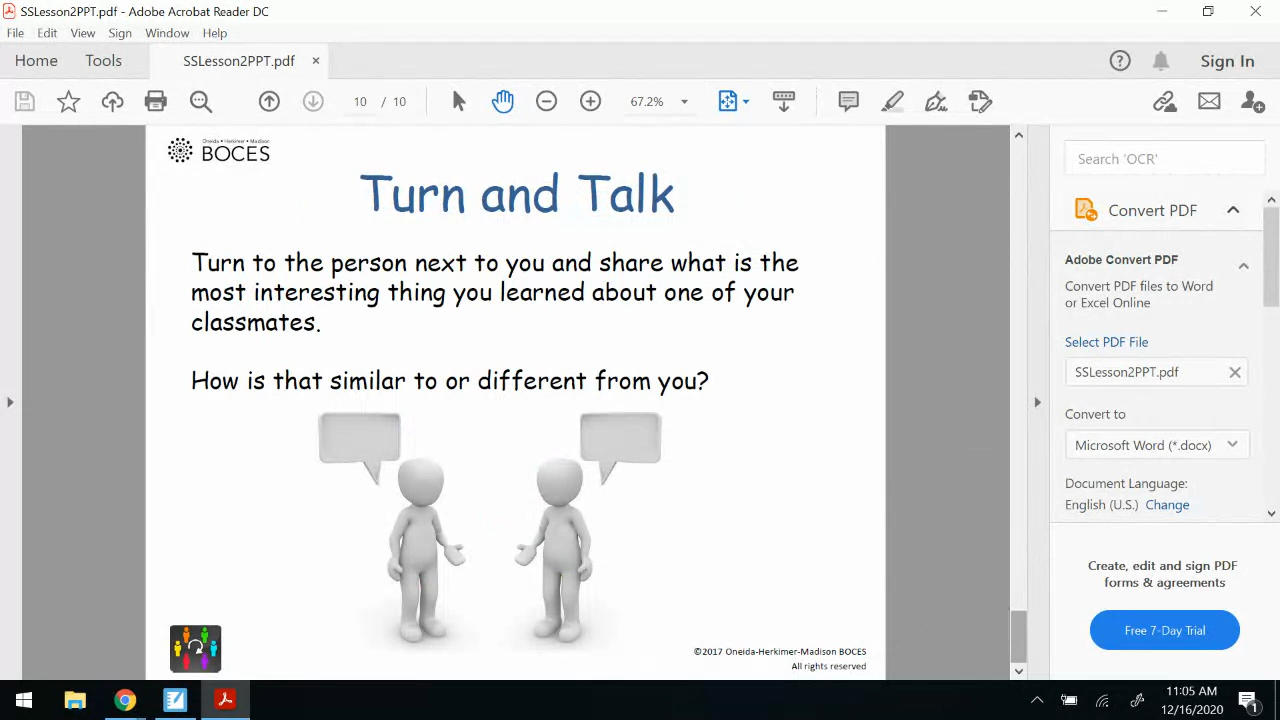 SSLesson2PPT.pdf - Adobe Acrobat Reader DC
File Edit View Sign Window Help
Home Tools SSLesson2PPT.pdf × Sign In
10 / 10 67.2%
Search 'OCR'
Oneida • Herkimer • Madison
BOCES
Turn and Talk
Turn to the person next to you and share what is the
most interesting thing you learned about one of your
classmates.
How is that similar to or different from you?
©2017 Oneida-Herkimer-Madison BOCES
All rights reserved
Convert PDF
Adobe Convert PDF
Convert PDF files to Word
or Excel Online
Select PDF File
SSLesson2PPT.pdf
Convert to
Microsoft Word (*.docx)
Document Language:
English (U.S.) Change
Create, edit and sign PDF
forms & agreements
Free 7-Day Trial
11:05 AM
12/16/2020
1